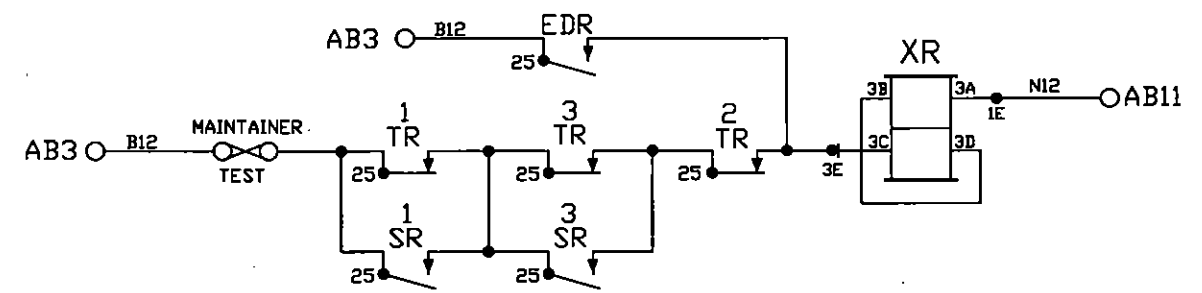 AB3 B12 EDR
25
XR
3B 3A N12 AB11
1E
3C 3D
3E
AB3 B12 MAINTAINER
TEST
1
TR
25
3
TR
25
2
TR
25
1
SR
25
3
SR
25